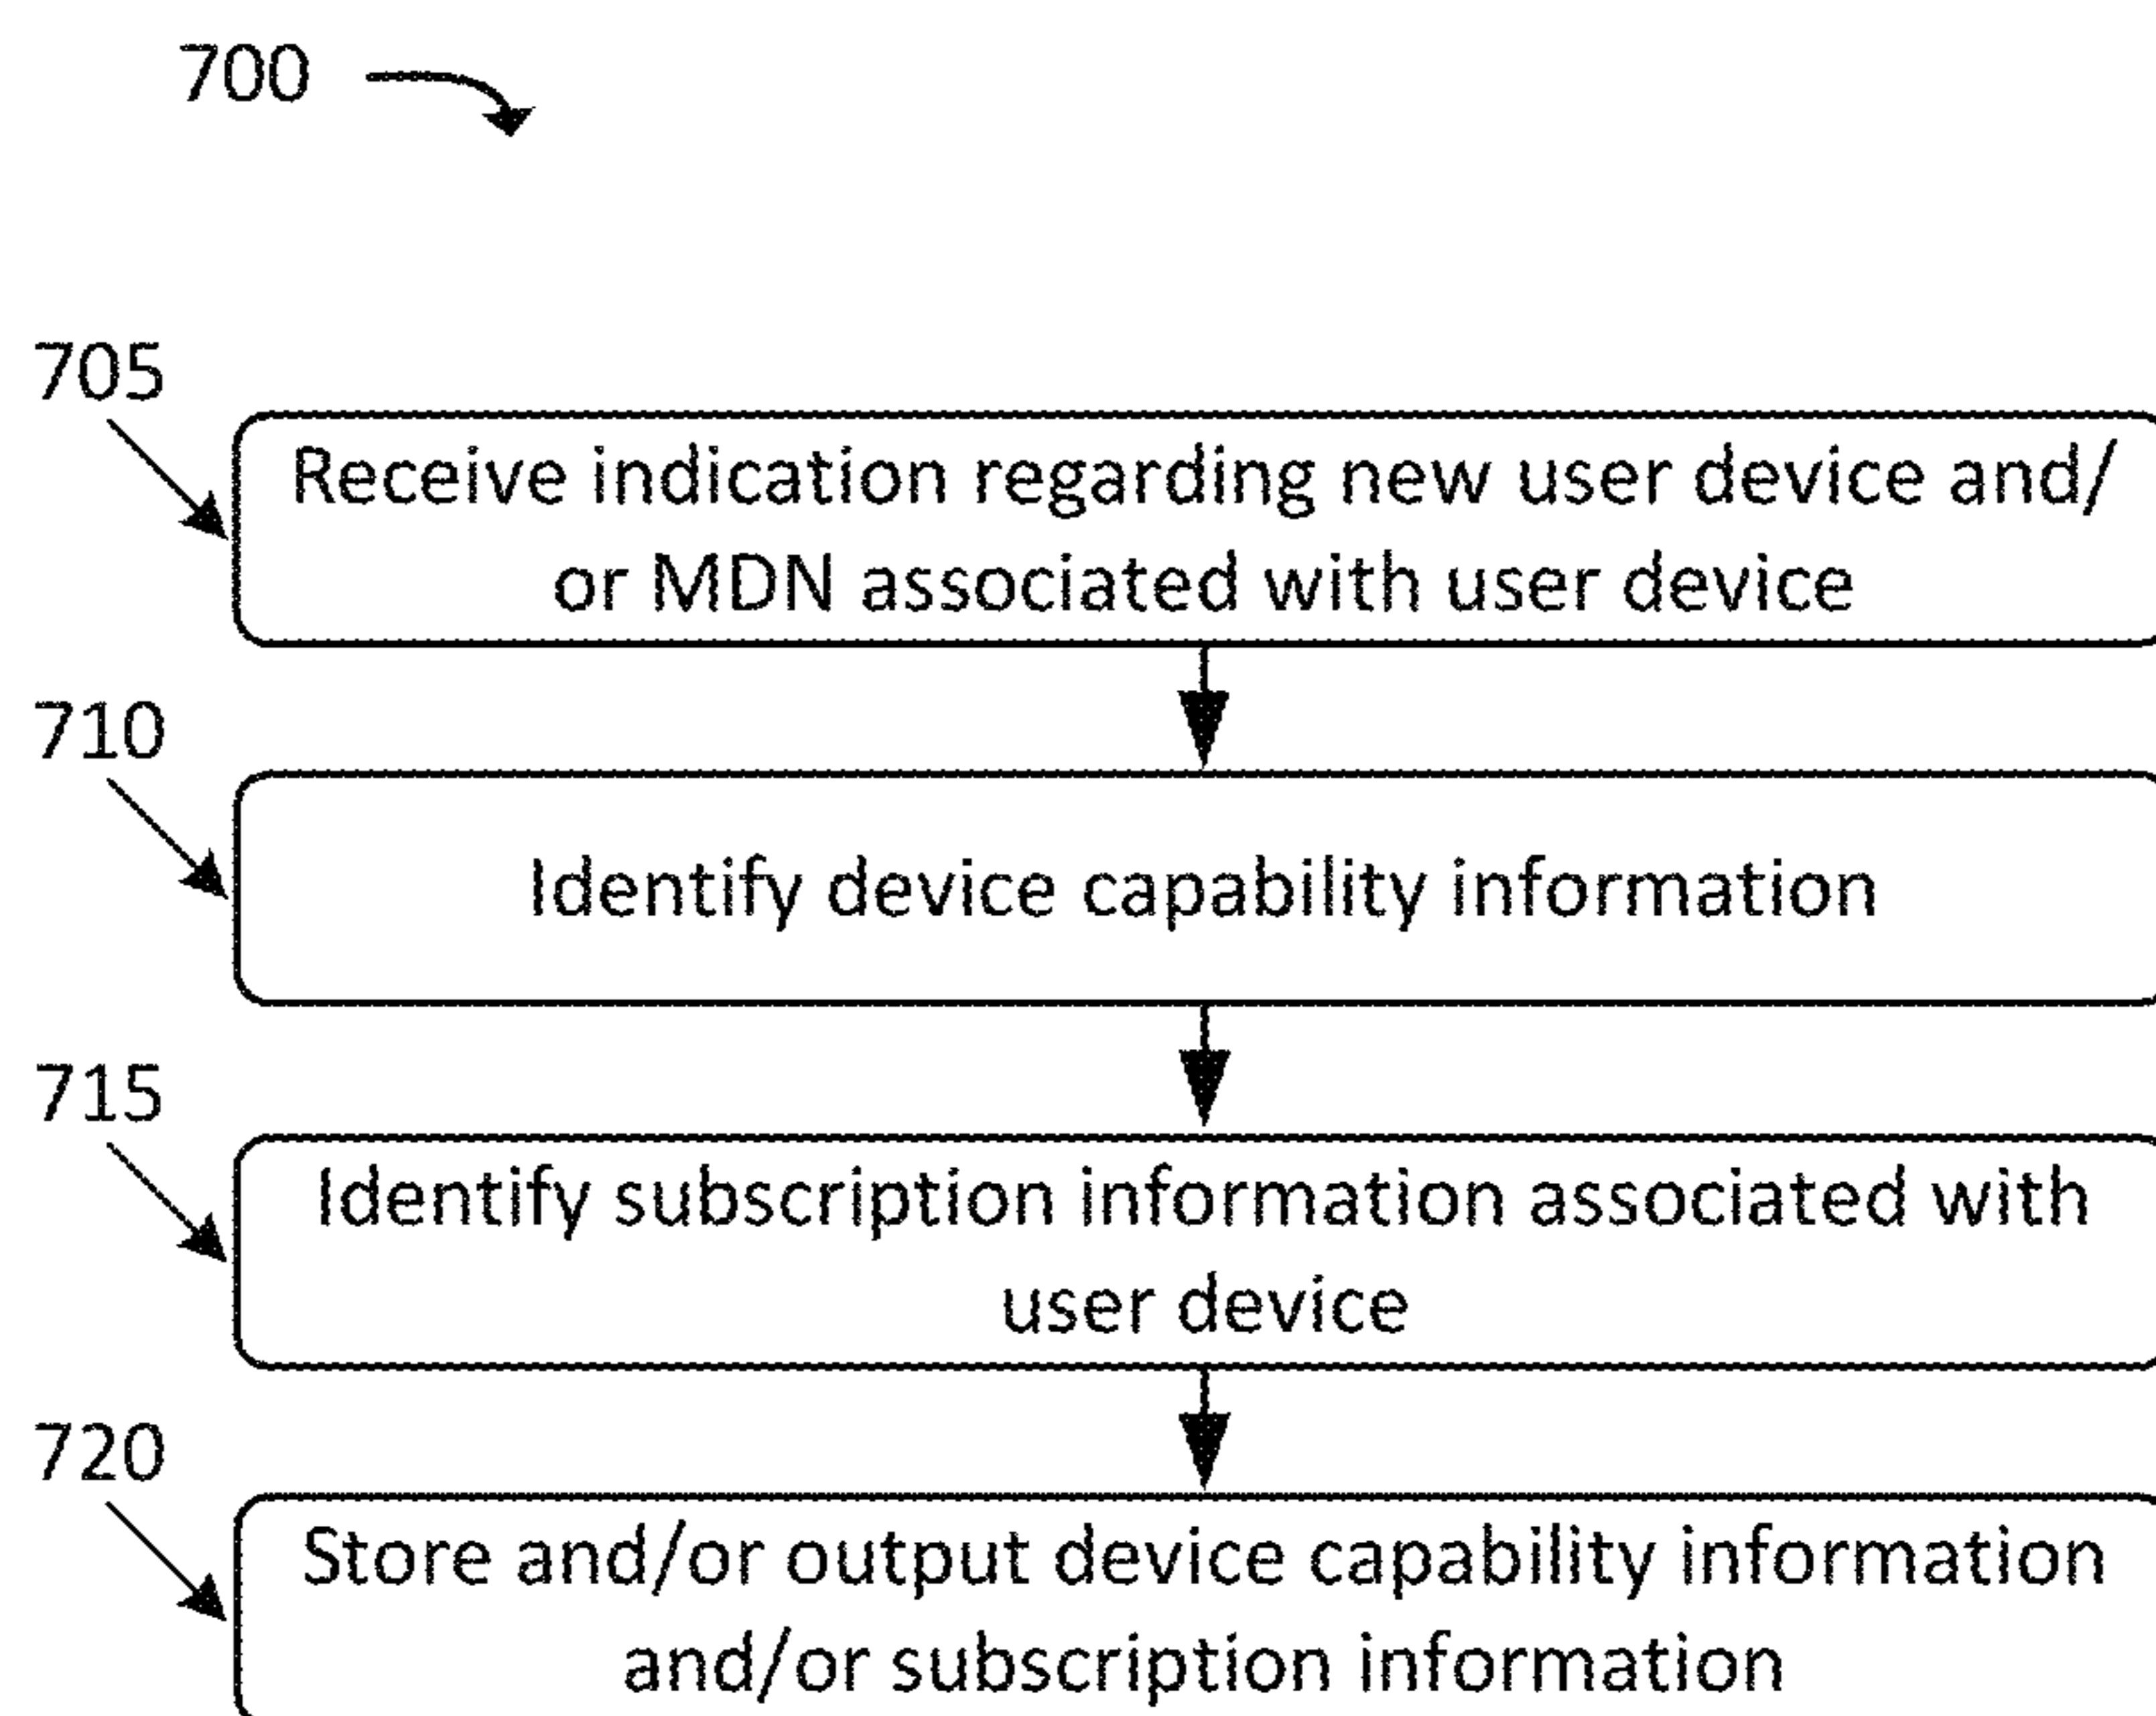 700
705
Receive indication regarding new user device and/
or MDN associated with user device
710
Identify device capability information
715
Identify subscription information associated with
user device
720
Store and/or output device capability information
and/or subscription information